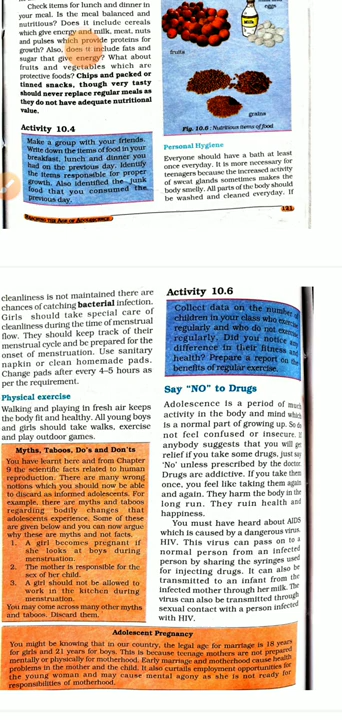 Check items for lunch and dinner in
your meal. Is the meal balanced and
nutritious? Does it include cereals
which give energy and milk, meat, nuts
and pulses which provide proteins for
growth? Also, does it include fats and
sugar that give energy? What about
fruits and vegetables which are
protective foods? Chips and packed or
tinned snacks, though very tasty
should never replace regular meals as
they do not have adequate nutritional
value.
Activity 10.4
Make a group with your friends.
Write down the items of food in your
breakfast, lunch and dinner you
had on the previous day. Identify
the items responsible for proper
growth. Also identified the junk
food that you consumed the
previous day.
eggs
Milk
fruits
grains
Fig. 10.6 : Nutritious items of food
Personal Hygiene
Everyone should have a bath at least
once everyday. It is more necessary for
teenagers because the increased activity
of sweat glands sometimes makes the
body smelly. All parts of the body should
be washed and cleaned everyday. If
REACHING THE AGE OF ADOLESCENCE
121
cleanliness is not maintained there are
chances of catching bacterial infection.
Girls should take special care of
cleanliness during the time of menstrual
flow. They should keep track of their
menstrual cycle and be prepared for the
onset of menstruation. Use sanitary
napkin or clean homemade pads.
Change pads after every 4–5 hours as
per the requirement.
Physical exercise
Walking and playing in fresh air keeps
the body fit and healthy. All young boys
and girls should take walks, exercise
and play outdoor games.
Myths, Taboos, Do's and Don'ts
You have learnt here and from Chapter
9 the scientific facts related to human
reproduction. There are many wrong
notions which you should now be able
to discard as informed adolescents. For
example, there are myths and taboos
regarding bodily changes that
adolescents experience. Some of these
are given below and you can now argue
why these are myths and not facts.
1. A girl becomes pregnant if
she looks at boys during
menstruation.
2. The mother is responsible for the
sex of her child.
3. A girl should not be allowed to
work in the kitchen during
menstruation.
You may come across many other myths
and taboos. Discard them.
Activity 10.6
Collect data on the number of
children in your class who exercise
regularly and who do not exercise
regularly. Did you notice any
difference in their fitness and
health? Prepare a report on the
benefits of regular exercise.
Say "NO" to Drugs
Adolescence is a period of much
activity in the body and mind which
is a normal part of growing up. So do
not feel confused or insecure. If
anybody suggests that you will get
relief if you take some drugs, just say
'No' unless prescribed by the doctor.
Drugs are addictive. If you take them
once, you feel like taking them again
and again. They harm the body in the
long run. They ruin health and
happiness.
You must have heard about AIDS
which is caused by a dangerous virus,
HIV. This virus can pass on to a
normal person from an infected
person by sharing the syringes used
for injecting drugs. It can also be
transmitted to an infant from the
infected mother through her milk. The
virus can also be transmitted through
sexual contact with a person infected
with HIV.
Adolescent Pregnancy
You might be knowing that in our country, the legal age for marriage is 18 years
for girls and 21 years for boys. This is because teenage mothers are not prepared
mentally or physically for motherhood. Early marriage and motherhood cause health
problems in the mother and the child. It also curtails employment opportunities for
the young woman and may cause mental agony as she is not ready for
responsibilities of motherhood.